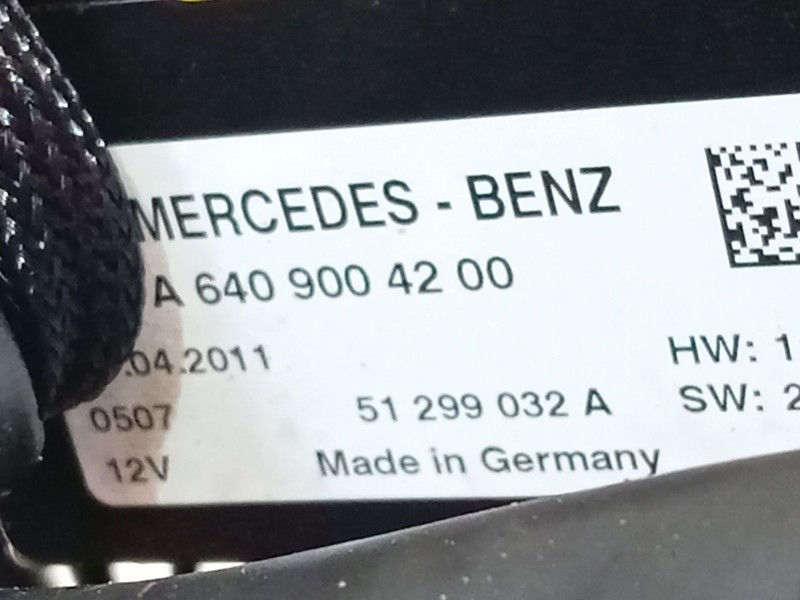 MERCEDES - BENZ
A 640 900 42 00
.04.2011
HW: 1
0507
51 299 032 A
SW: 2
12V
Made in Germany